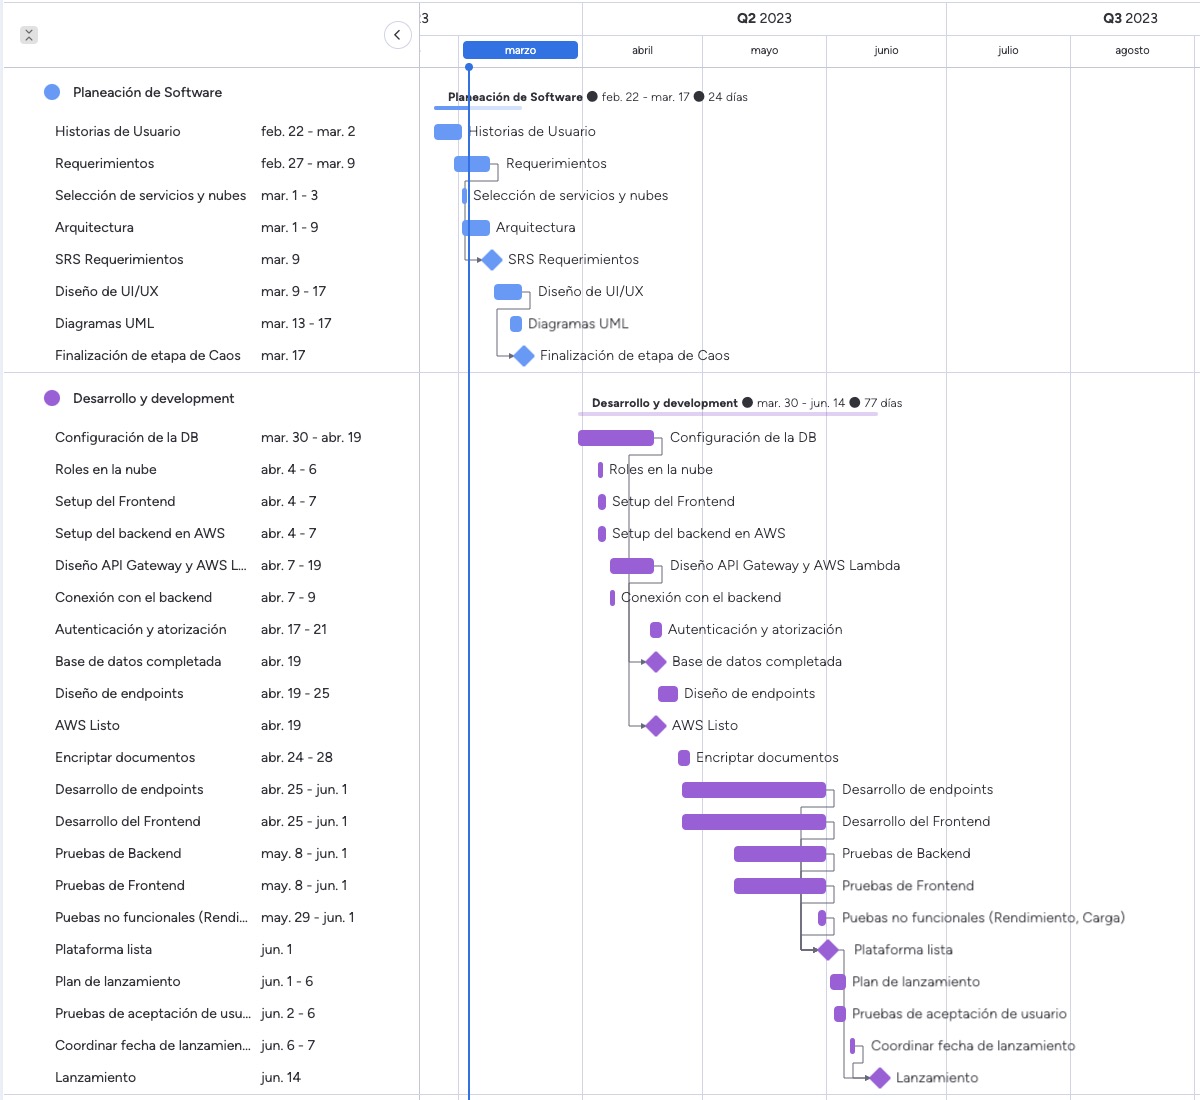 3
Q2 2023
Q3 2023
marzo
abril
mayo
junio
julio
agosto
Planeación de Software
Planeación de Software ● feb. 22 - mar. 17 ● 24 días
Historias de Usuario feb. 22 - mar. 2 Historias de Usuario
Requerimientos feb. 27 - mar. 9 Requerimientos
Selección de servicios y nubes mar. 1 - 3 Selección de servicios y nubes
Arquitectura mar. 1 - 9 Arquitectura
SRS Requerimientos mar. 9 SRS Requerimientos
Diseño de UI/UX mar. 9 - 17 Diseño de UI/UX
Diagramas UML mar. 13 - 17 Diagramas UML
Finalización de etapa de Caos mar. 17 Finalización de etapa de Caos
Desarrollo y development
Desarrollo y development ● mar. 30 - jun. 14 ● 77 días
Configuración de la DB mar. 30 - abr. 19 Configuración de la DB
Roles en la nube abr. 4 - 6 Roles en la nube
Setup del Frontend abr. 4 - 7 Setup del Frontend
Setup del backend en AWS abr. 4 - 7 Setup del backend en AWS
Diseño API Gateway y AWS L... abr. 7 - 19 Diseño API Gateway y AWS Lambda
Conexión con el backend abr. 7 - 9 Conexión con el backend
Autenticación y atorización abr. 17 - 21 Autenticación y atorización
Base de datos completada abr. 19 Base de datos completada
Diseño de endpoints abr. 19 - 25 Diseño de endpoints
AWS Listo abr. 19 AWS Listo
Encriptar documentos abr. 24 - 28 Encriptar documentos
Desarrollo de endpoints abr. 25 - jun. 1 Desarrollo de endpoints
Desarrollo del Frontend abr. 25 - jun. 1 Desarrollo del Frontend
Pruebas de Backend may. 8 - jun. 1 Pruebas de Backend
Pruebas de Frontend may. 8 - jun. 1 Pruebas de Frontend
Puebas no funcionales (Rendi... may. 29 - jun. 1 Puebas no funcionales (Rendimiento, Carga)
Plataforma lista jun. 1 Plataforma lista
Plan de lanzamiento jun. 1 - 6 Plan de lanzamiento
Pruebas de aceptación de usu... jun. 2 - 6 Pruebas de aceptación de usuario
Coordinar fecha de lanzamien... jun. 6 - 7 Coordinar fecha de lanzamiento
Lanzamiento jun. 14 Lanzamiento